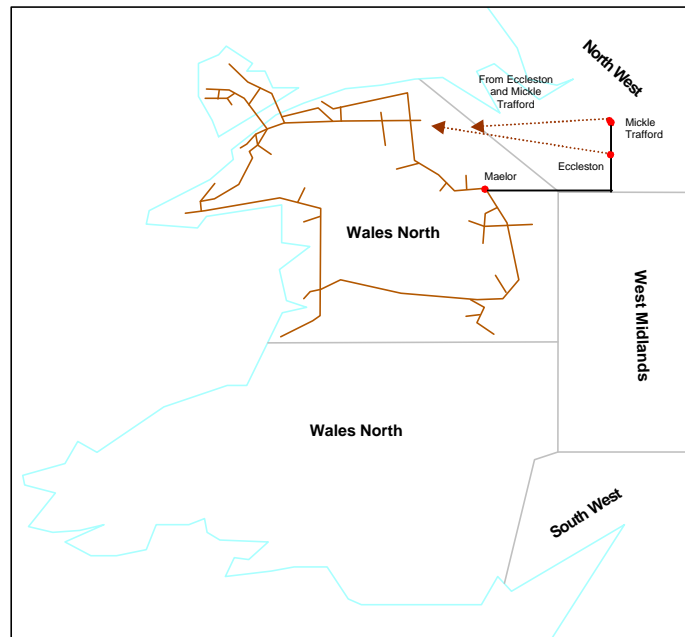 North West
From Eccleston
and Mickle
Trafford
Mickle
Trafford
Eccleston
Maelor
Wales North
West Midlands
Wales North
South West